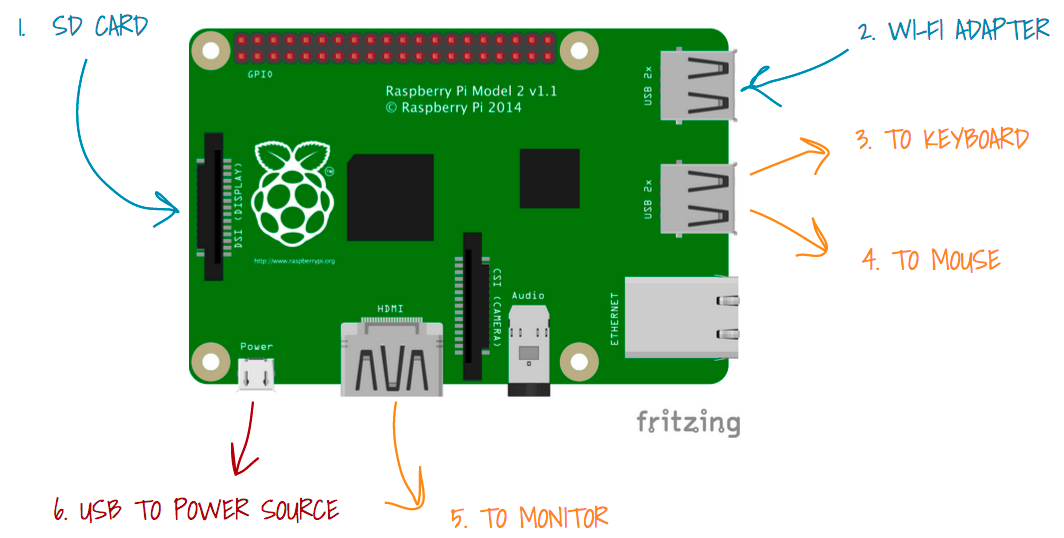 1. SD CARD
2. WI-FI ADAPTER
GPIO
USB 2x
Raspberry Pi Model 2 v1.1
© Raspberry Pi 2014
3. TO KEYBOARD
TM
DSI (DISPLAY)
USB 2x
4. TO MOUSE
http://www.raspberrypi.org
CSI (CAMERA)
Audio
ETHERNET
HDMI
Power
fritzing
6. USB TO POWER SOURCE
5. TO MONITOR